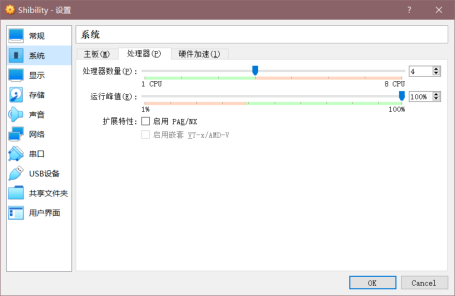 Shibility - 设置
常规
系统
显示
存储
声音
网络
串口
USB设备
共享文件夹
用户界面
系统
主板(M) 处理器(P) 硬件加速(L)
处理器数量(P): 4
1 CPU 8 CPU
运行峰值(E): 100%
1% 100%
扩展特性: 启用 PAE/NX
启用嵌套 VT-x/AMD-V
OK Cancel